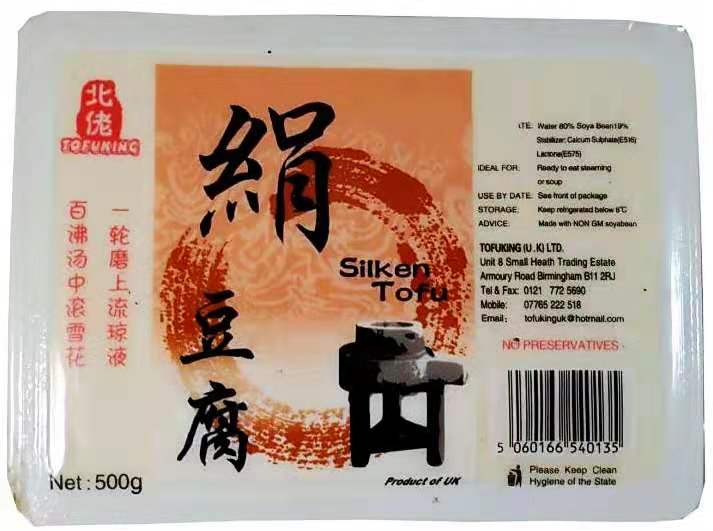 北
佬
TOFUKING
一轮磨上流琼液
百沸汤中滚雪花
Net : 500g
絹
豆
腐
Silken
Tofu
Product of UK
TE: Water 80% Soya Bean19%
Stabilizer: Calcum Sulphate(E516)
Lactone(E575)
IDEAL FOR: Ready to eat steaming
or soup
USE BY DATE: See front of package
STORAGE: Keep refrigerated below 8°C
ADVICE: Made with NON GM soyabean
TOFUKING (U.K) LTD.
Unit 8 Small Heath Trading Estate
Armoury Road Birmingham B11 2RJ
Tel & Fax: 0121 772 5690
Mobile: 07765 222 518
Email: tofukinguk@hotmail.com
NO PRESERVATIVES
5 060166 540135
Please Keep Clean
Hygiene of the State